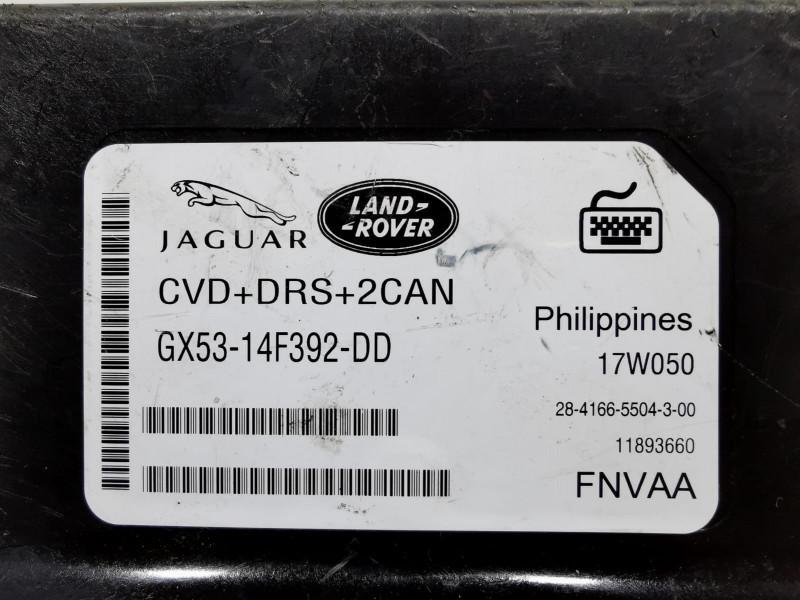 JAGUAR
LAND-
-ROVER
CVD+DRS+2CAN
GX53-14F392-DD
Philippines
17W050
28-4166-5504-3-00
11893660
FNVAA